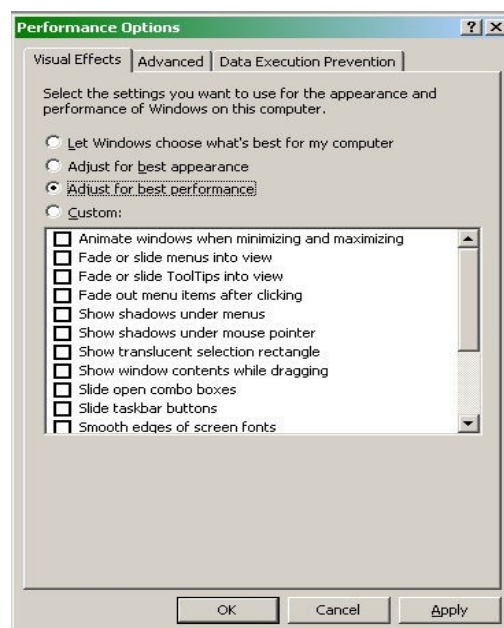 Performance Options
Visual Effects Advanced Data Execution Prevention
Select the settings you want to use for the appearance and
performance of Windows on this computer.
Let Windows choose what's best for my computer
Adjust for best appearance
Adjust for best performance
Custom:
Animate windows when minimizing and maximizing
Fade or slide menus into view
Fade or slide ToolTips into view
Fade out menu items after clicking
Show shadows under menus
Show shadows under mouse pointer
Show translucent selection rectangle
Show window contents while dragging
Slide open combo boxes
Slide taskbar buttons
Smooth edges of screen fonts
OK Cancel Apply